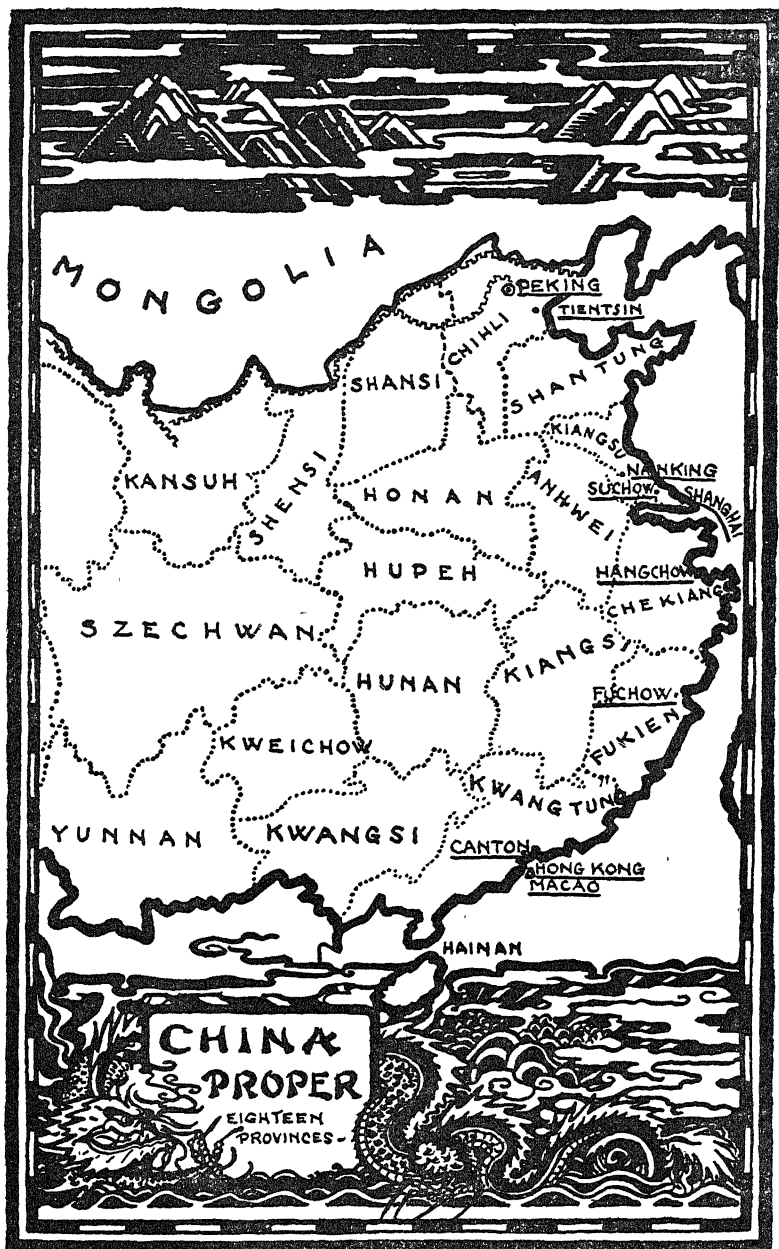 MONGOLIA
PEKING
TIENTSIN
CHIHLI
SHANSI
SHANTUNG
KIANGSU
KANSUH
SHENSI
HONAN
ANHWEI
NANKING
SUCHOW
SHANGHAI
HUPEH
HANGCHOW
CHEKIANG
SZECHWAN
HUNAN
KIANGSI
FUCHOW
KWEICHOW
FUKIEN
KWANGTUNG
YUNNAN
KWANGSI
CANTON
HONG KONG
MACAO
HAINAN
CHINA
PROPER
EIGHTEEN
PROVINCES-